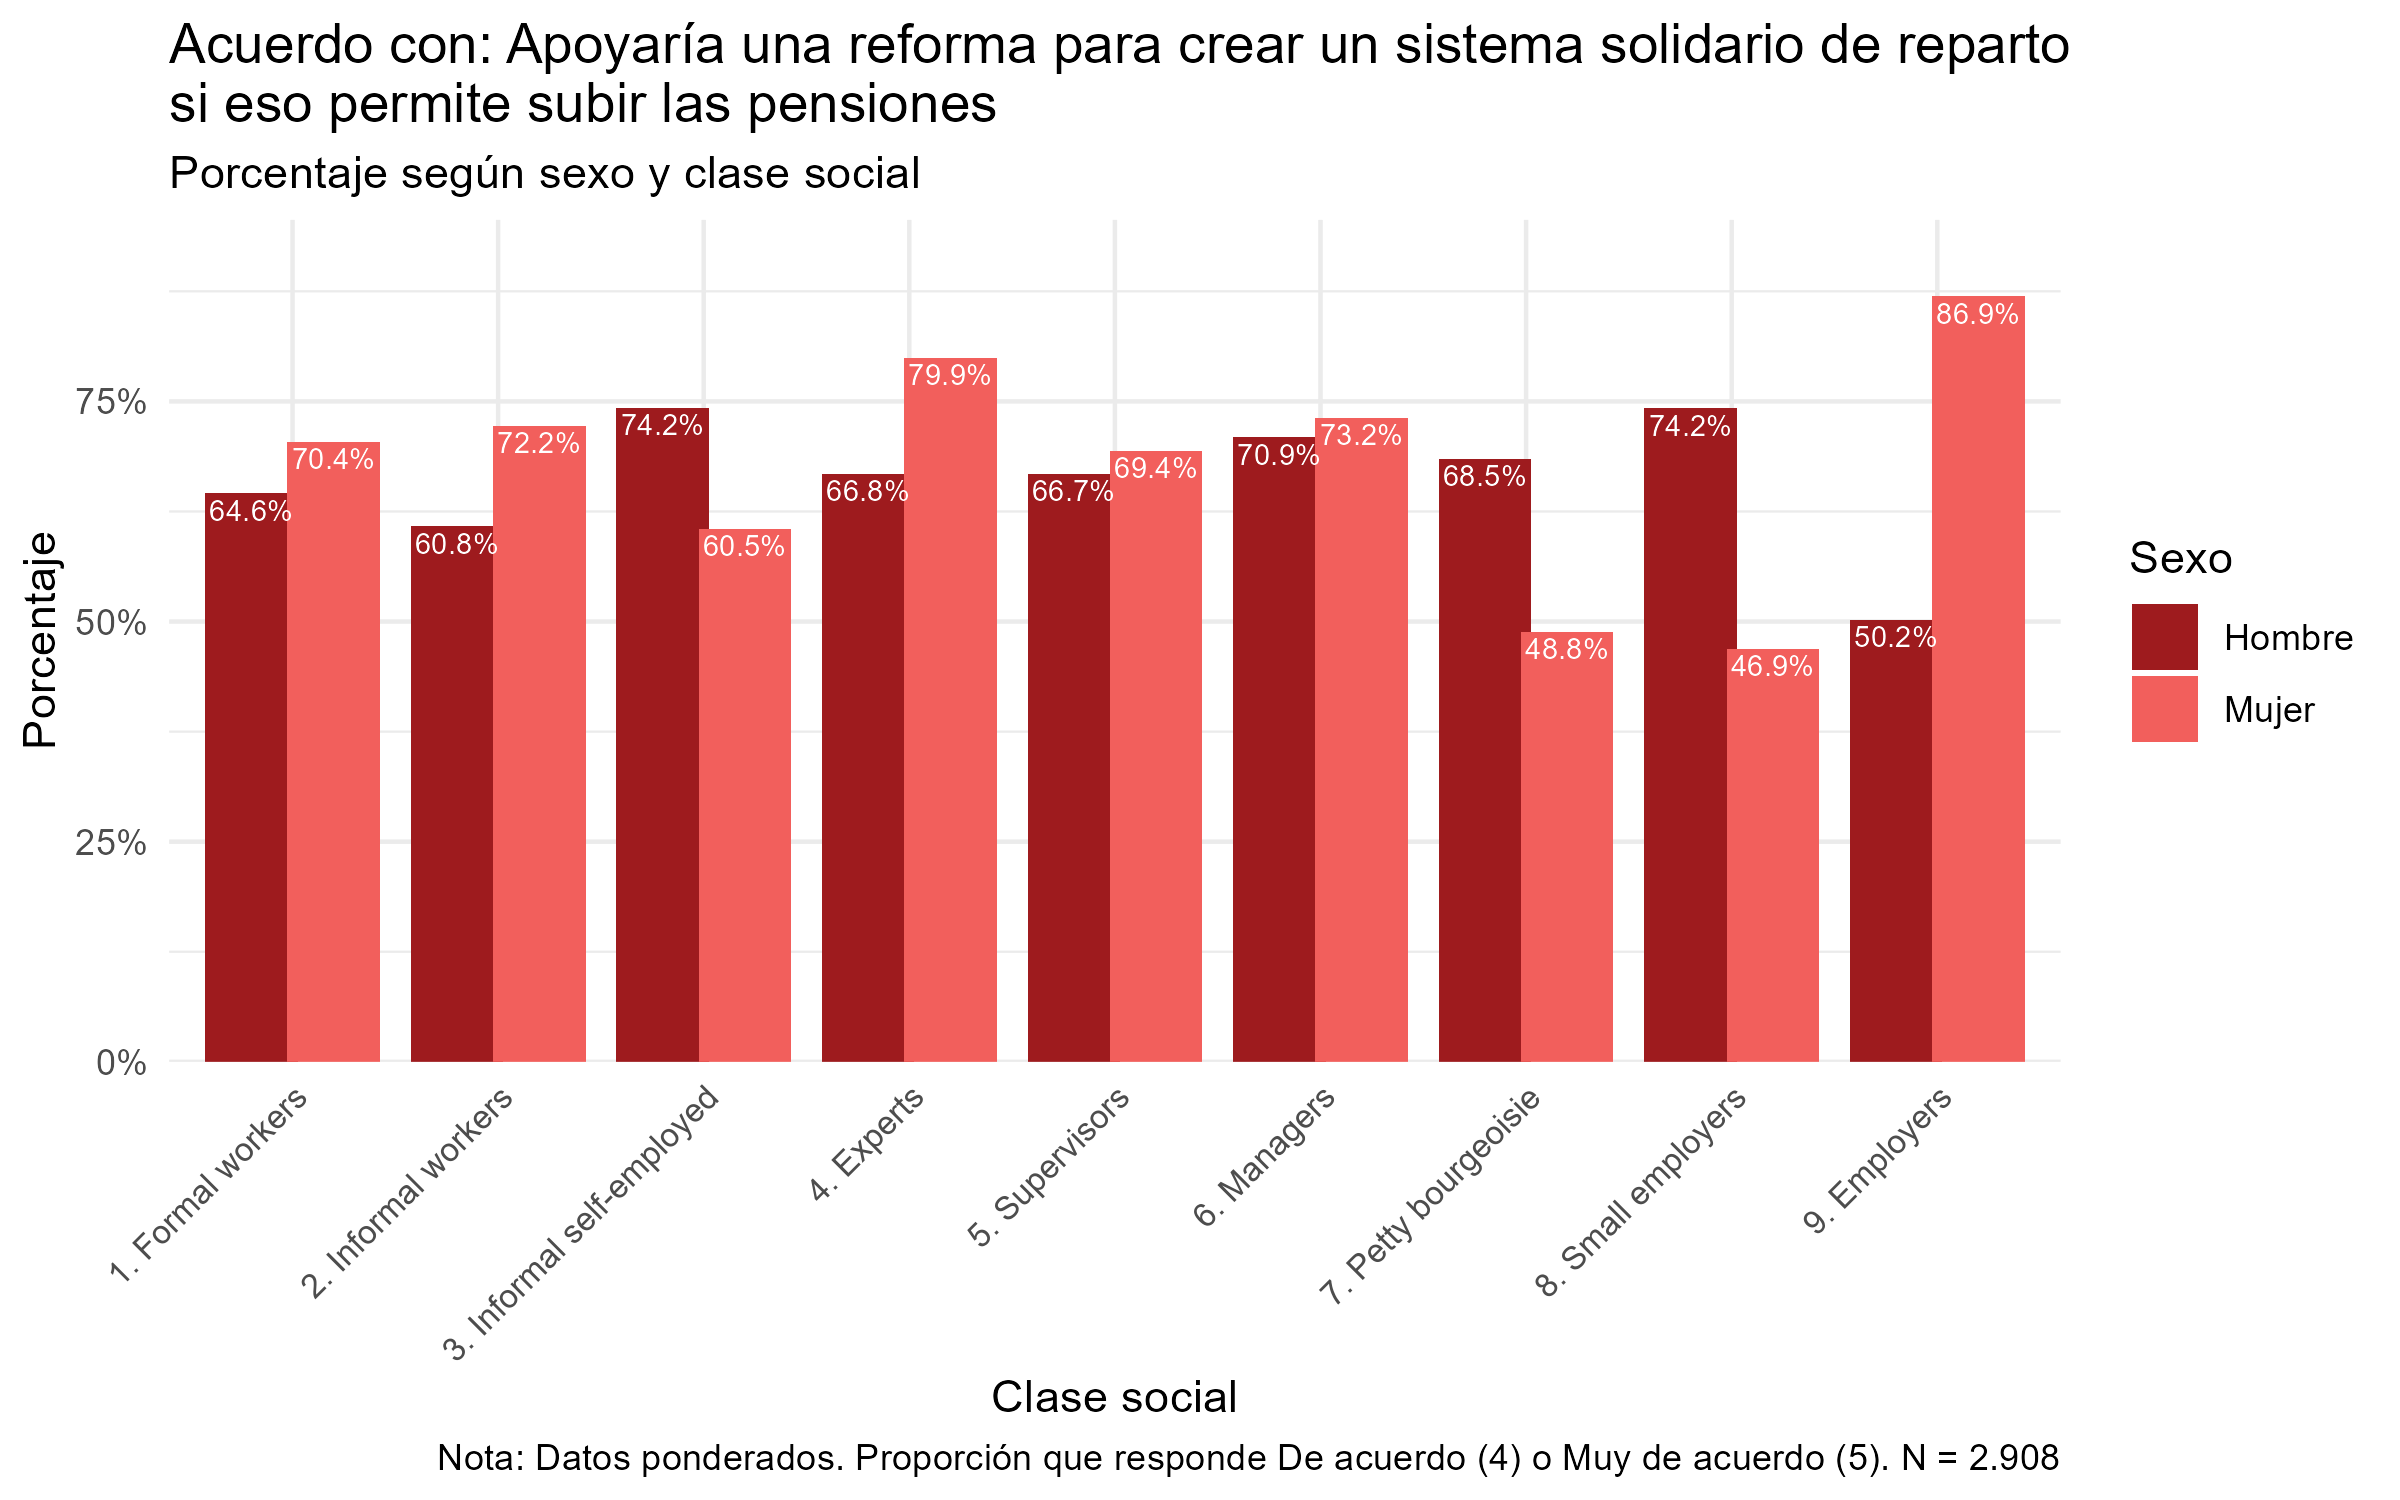 Acuerdo con: Apoyaría una reforma para crear un sistema solidario de reparto
si eso permite subir las pensiones
Porcentaje según sexo y clase social
Porcentaje
75%
50%
25%
0%
64.6%
70.4%
60.8%
72.2%
74.2%
60.5%
66.8%
79.9%
66.7%
69.4%
70.9%
73.2%
68.5%
48.8%
74.2%
46.9%
50.2%
86.9%
1. Formal workers
2. Informal workers
3. Informal self-employed
4. Experts
5. Supervisors
6. Managers
7. Petty bourgeoisie
8. Small employers
9. Employers
Clase social
Sexo
Hombre
Mujer
Nota: Datos ponderados. Proporción que responde De acuerdo (4) o Muy de acuerdo (5). N = 2.908